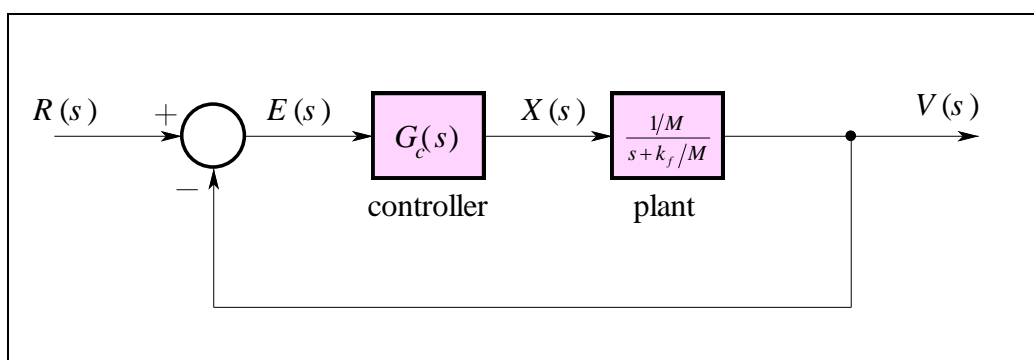 R(s)
+
−
E(s)
G_c(s)
controller
X(s)
1/M
s + k_f/M
plant
V(s)